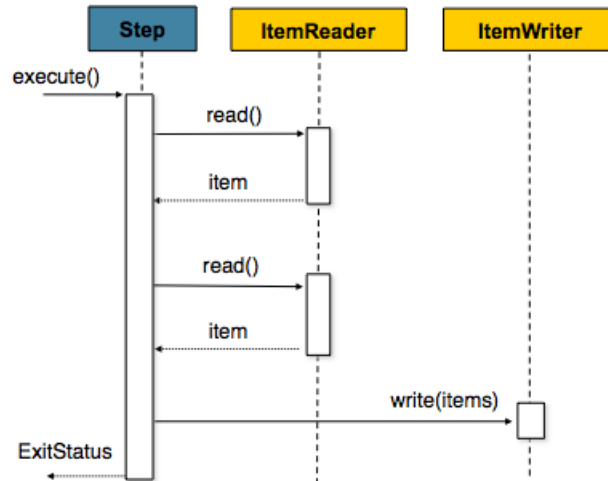 Step
ItemReader
ItemWriter
execute()
read()
item
read()
item
write(items)
ExitStatus